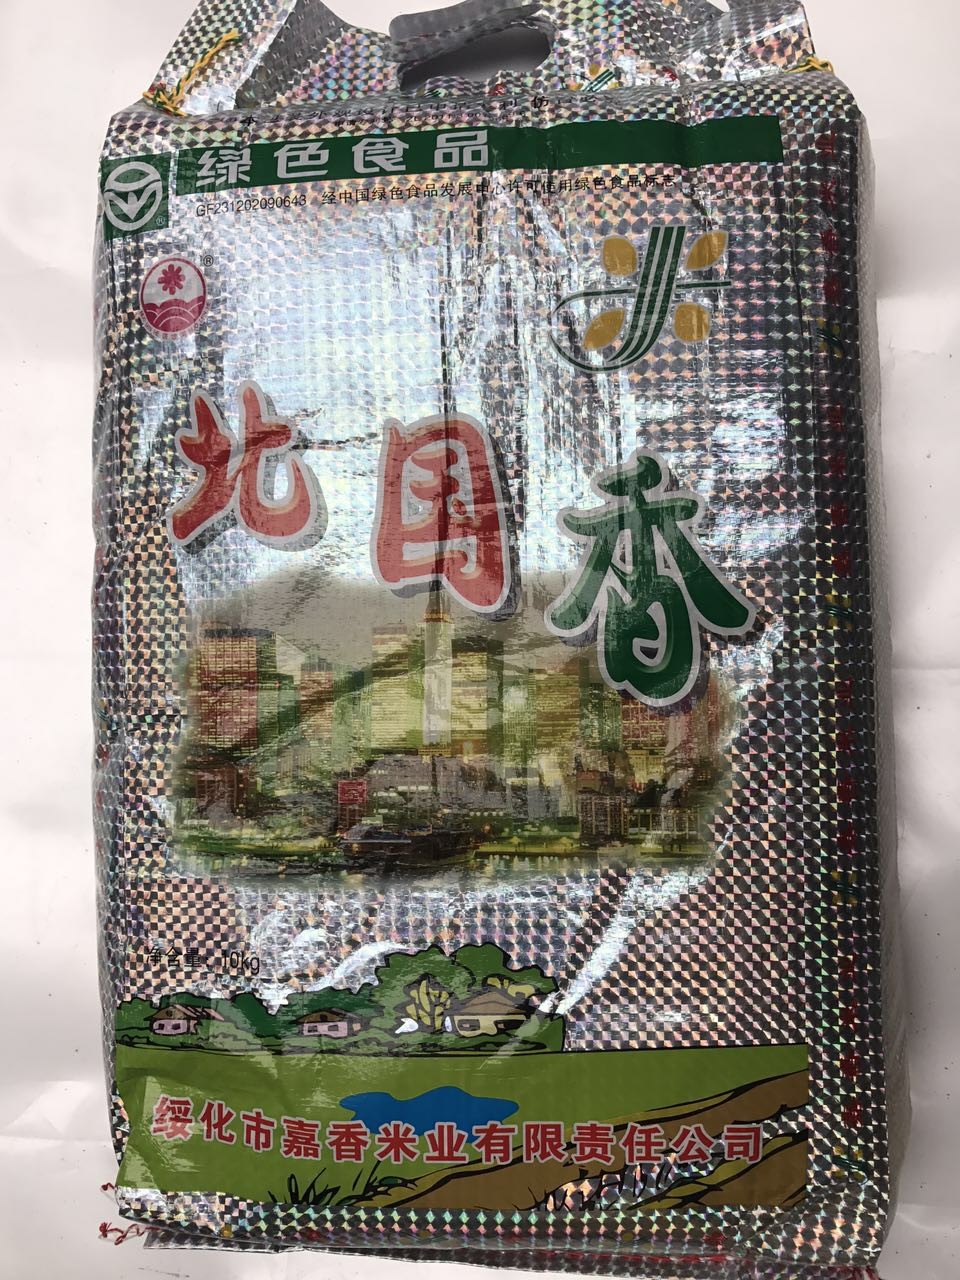 绿色食品
GF231202090643 经中国绿色食品发展中心许可使用绿色食品标志
北国香
净含量：10kg
绥化市嘉香米业有限责任公司